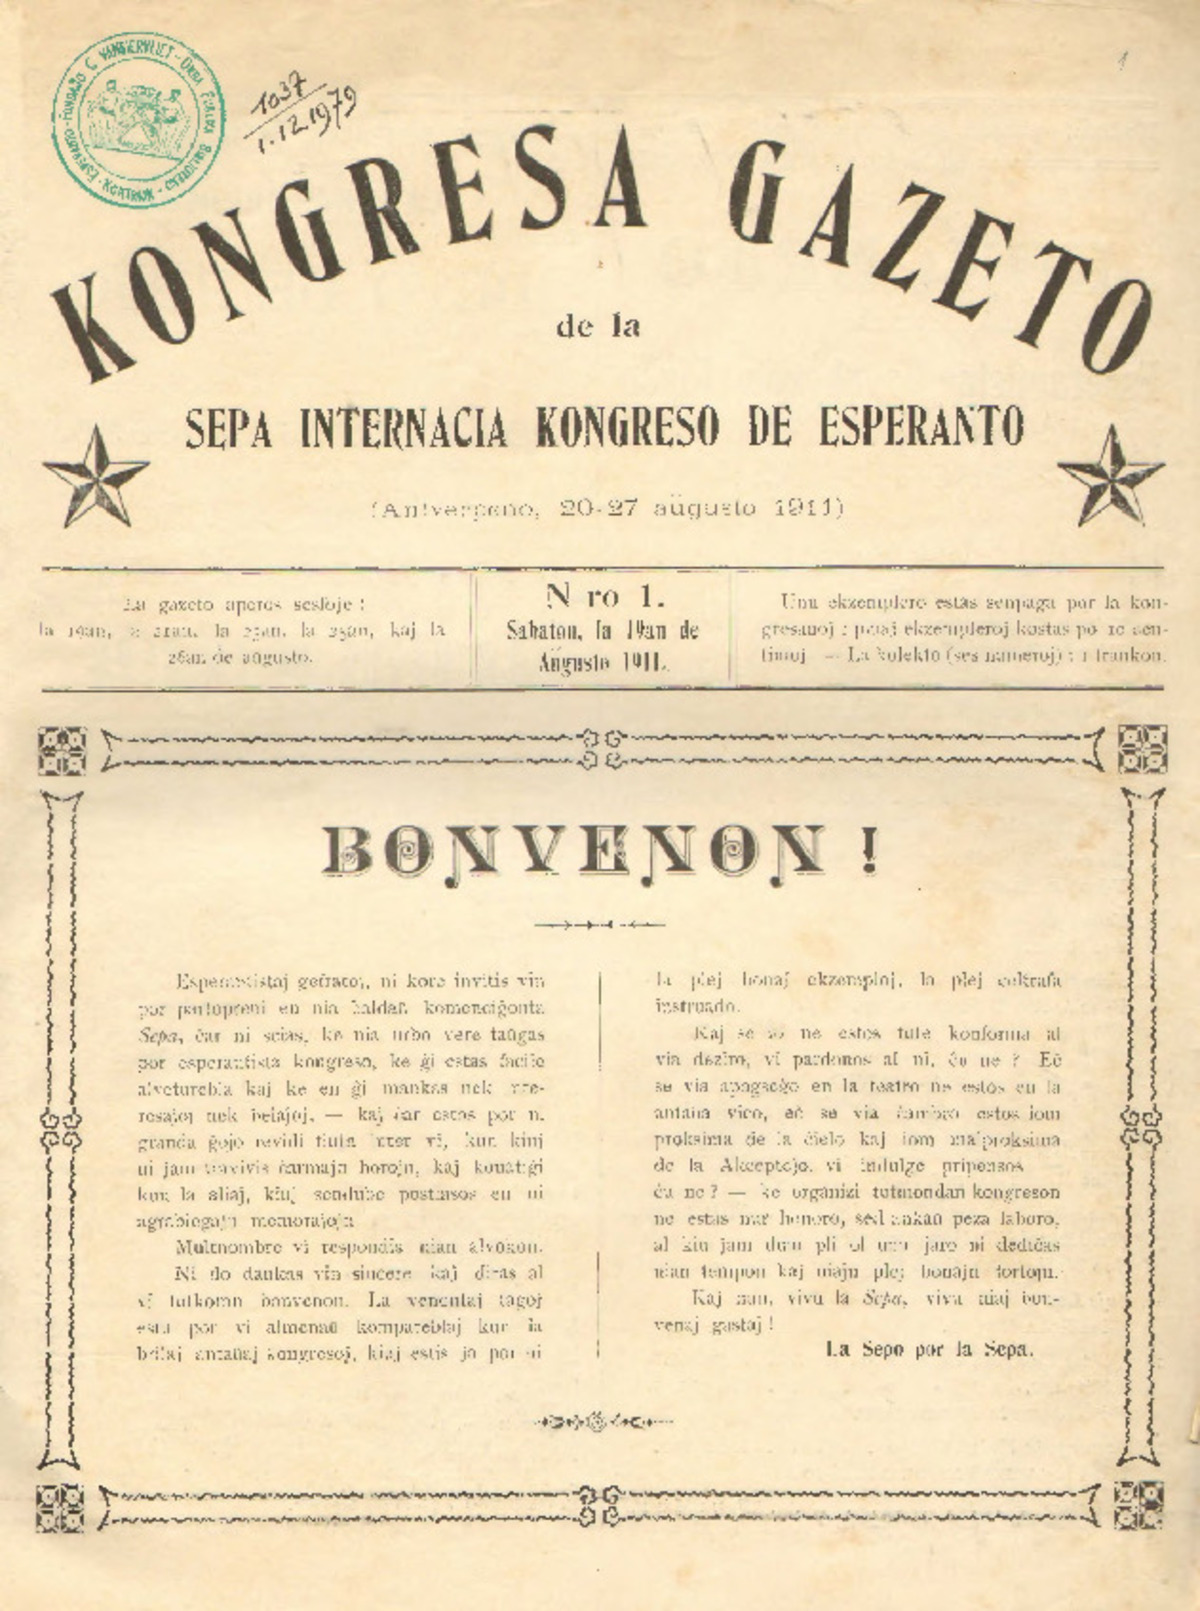 1037
1.12.1979
KONGRESA GAZETO
de la
SEPA INTERNACIA KONGRESO DE ESPERANTO
(Antverpeno, 20-27 aŭgusto 1911)
La gazeto aperos sesfoje :
la 19an, la 21an, la 23an, la 25an, kaj la
26an de aŭgusto.
N ro 1.
Sabaton, la 19an de
Aŭgusto 1911.
Unu ekzemplero estas senpaga por la kon-
gresanoj : pluaj ekzempleroj kostas po 10 cen-
timoj. — La kolekto (ses numeroj) : 1 frankon.
BONVENON !
Esperantistaj gefratoj, ni kore invitis vin
por partopreni en nia baldaŭ komenciĝonta
Sepa, ĉar ni scias, ke nia urbo vere taŭgas
por esperantista kongreso, ke ĝi estas facile
alveturebla kaj ke en ĝi mankas nek inte-
resaĵoj nek belaĵoj, — kaj ĉar estos por ni
granda ĝojo revidi tiujn inter vi, kun kiuj
ni jam travivis ĉarmajn horojn, kaj konatiĝi
kun la aliaj, kiuj sendube postlasos en ni
agrablegajn memoraĵojn
Multnombre vi respondis nian alvokon.
Ni do dankas vin sincere kaj diras al
vi tutkoran bonvenon. La venontaj tagoj
estu por vi almenaŭ kompareblaj kun la
brilaj antaŭaj kongresoj, kiuj estis ja por ni
la plej bonaj ekzemploj, la plej celtrafa
instruado.
Kaj se io ne estos tute konforma al
via deziro, vi pardonos al ni, ĉu ne ? Eĉ
se via apogseĝo en la teatro ne estos en la
antaŭa vico, eĉ se via ĉambro estos iom
proksima de la ĉielo kaj iom malproksima
de la Akceptejo, vi indulge pripensos
ĉu ne ? — ke organizi tutmondan kongreson
ne estas nur honoro, sed ankaŭ peza laboro,
al kiu jam dum pli ol unu jaro ni dediĉas
nian tempon kaj niajn plej bonajn fortojn.
Kaj nun, vivu la Sepa, vivu niaj bon-
venaj gastoj !
La Sepo por la Sepa.